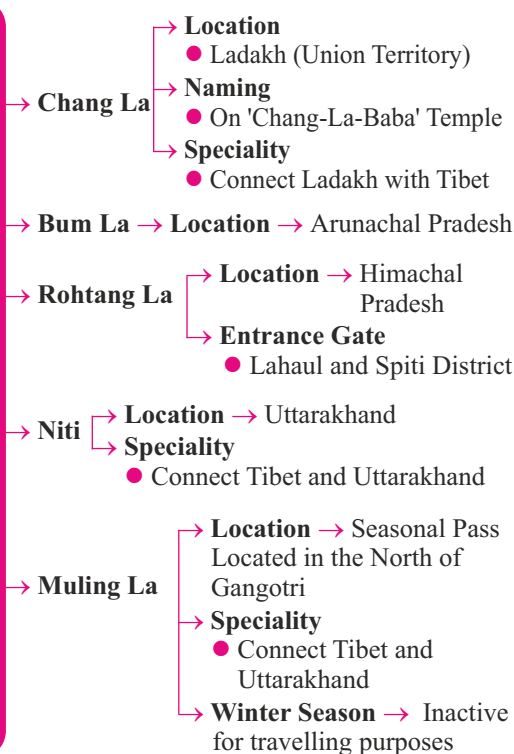 → Chang La
→ Location
● Ladakh (Union Territory)
→ Naming
● On 'Chang-La-Baba' Temple
→ Speciality
● Connect Ladakh with Tibet
→ Bum La → Location → Arunachal Pradesh
→ Rohtang La
→ Location → Himachal
Pradesh
→ Entrance Gate
● Lahaul and Spiti District
→ Niti
→ Location → Uttarakhand
→ Speciality
● Connect Tibet and Uttarakhand
→ Muling La
→ Location → Seasonal Pass
Located in the North of
Gangotri
→ Speciality
● Connect Tibet and
Uttarakhand
→ Winter Season → Inactive
for travelling purposes